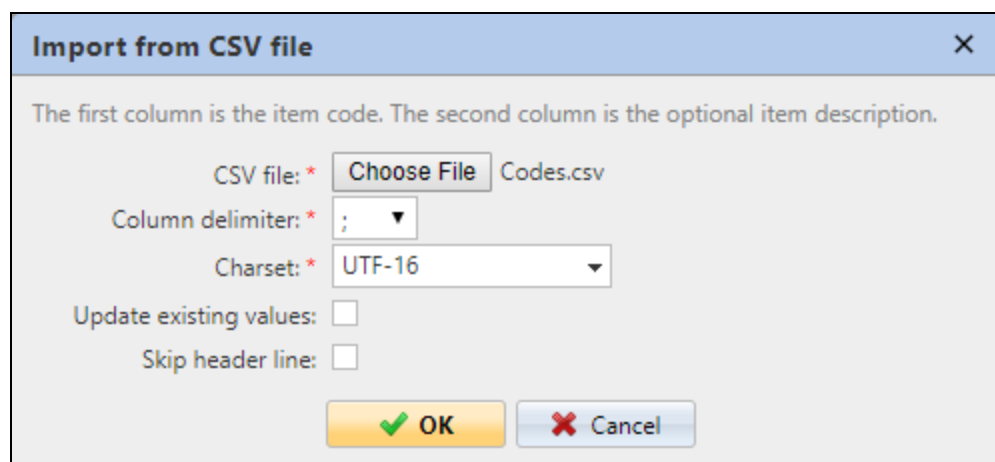 Import from CSV file
The first column is the item code. The second column is the optional item description.
CSV file: * Choose File Codes.csv
Column delimiter: * ;
Charset: * UTF-16
Update existing values:
Skip header line:
OK Cancel